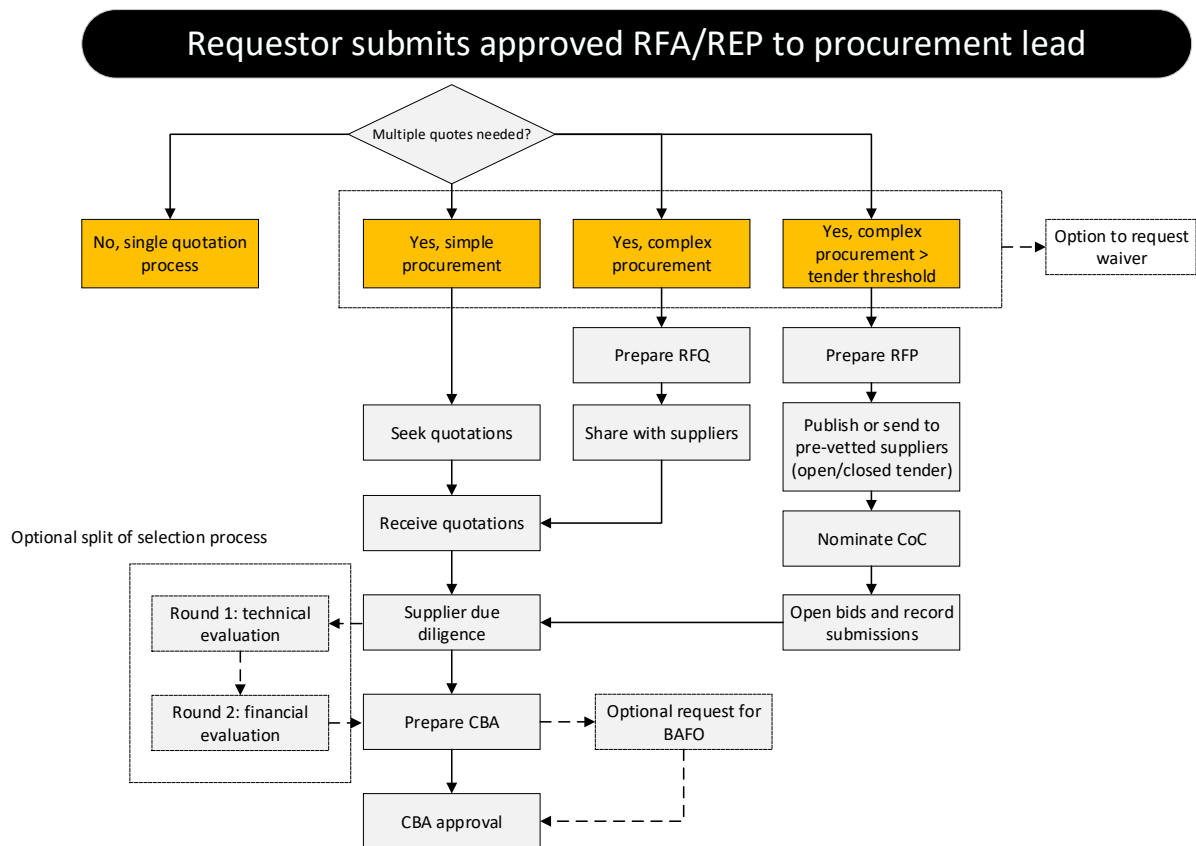 Requestor submits approved RFA/REP to procurement lead
Multiple quotes needed?
No, single quotation
process
Yes, simple
procurement
Yes, complex
procurement
Yes, complex
procurement >
tender threshold
Option to request
waiver
Prepare RFQ
Prepare RFP
Seek quotations
Share with suppliers
Publish or send to
pre-vetted suppliers
(open/closed tender)
Receive quotations
Nominate CoC
Optional split of selection process
Round 1: technical
evaluation
Supplier due
diligence
Open bids and record
submissions
Round 2: financial
evaluation
Prepare CBA
Optional request for
BAFO
CBA approval